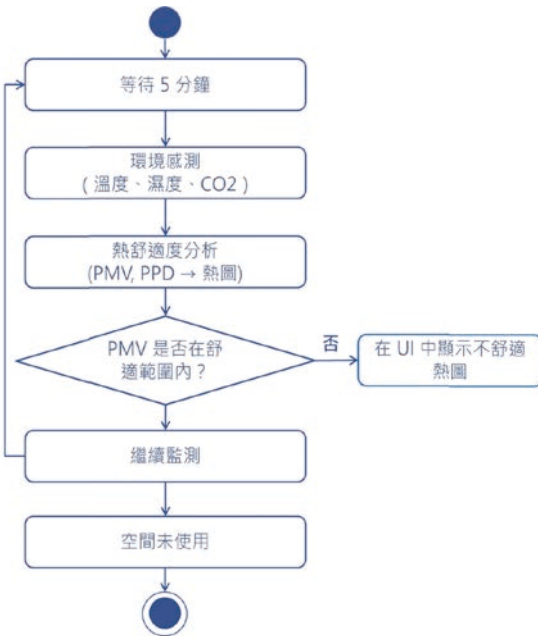 等待 5 分鐘
環境感測
( 溫度、濕度、CO2 )
熱舒適度分析
(PMV, PPD → 熱圖)
PMV 是否在舒
適範圍內？
否
在 UI 中顯示不舒適
熱圖
繼續監測
空間未使用